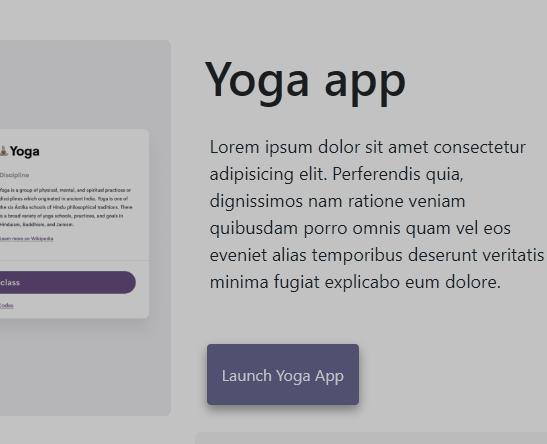 Yoga app
Lorem ipsum dolor sit amet consectetur
adipisicing elit. Perferendis quia,
dignissimos nam ratione veniam
quibusdam porro omnis quam vel eos
eveniet alias temporibus deserunt veritatis
minima fugiat explicabo eum dolore.
Launch Yoga App
Yoga
Discipline
Yoga is a group of physical, mental, and spiritual practices or
disciplines which originated in ancient India. Yoga is one of
the six Āstika schools of Hindu philosophical traditions. There
is a broad variety of yoga schools, practices, and goals in
Hinduism, Buddhism, and Jainism.
Learn more on Wikipedia
class
Codes